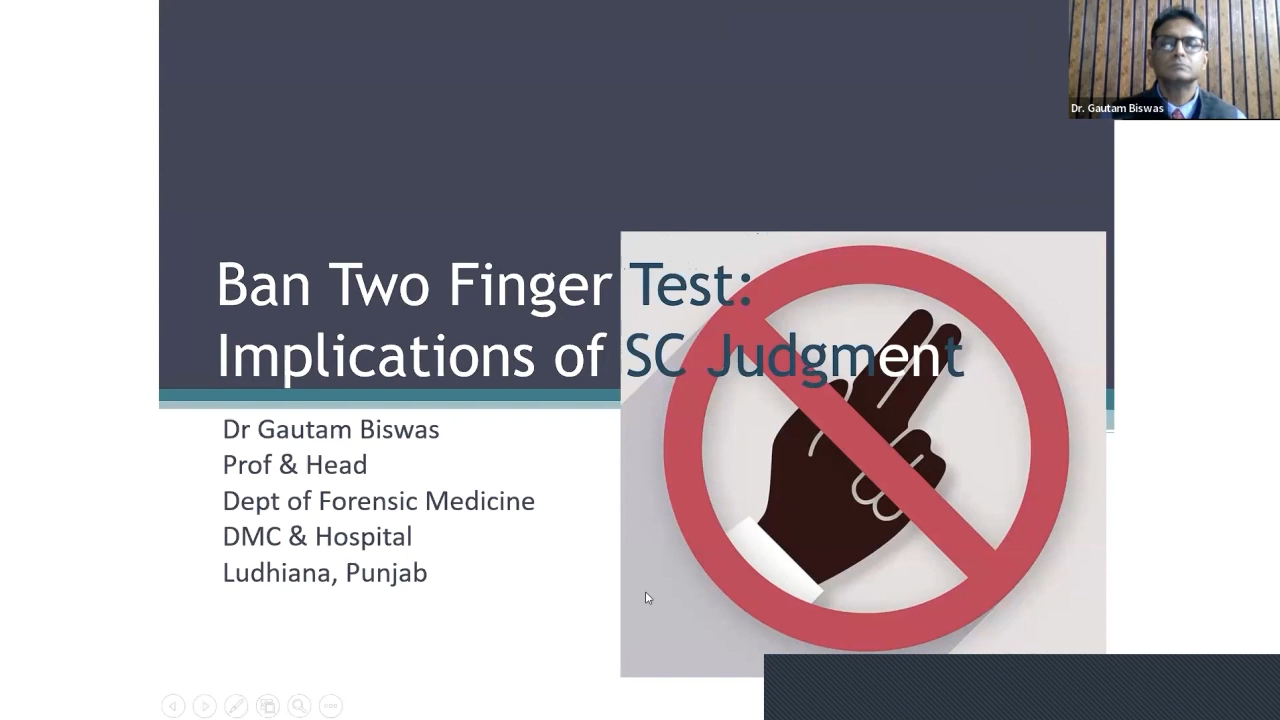 Dr. Gautam Biswas
Ban Two Finger Test:
Implications of SC Judgment
Dr Gautam Biswas
Prof & Head
Dept of Forensic Medicine
DMC & Hospital
Ludhiana, Punjab